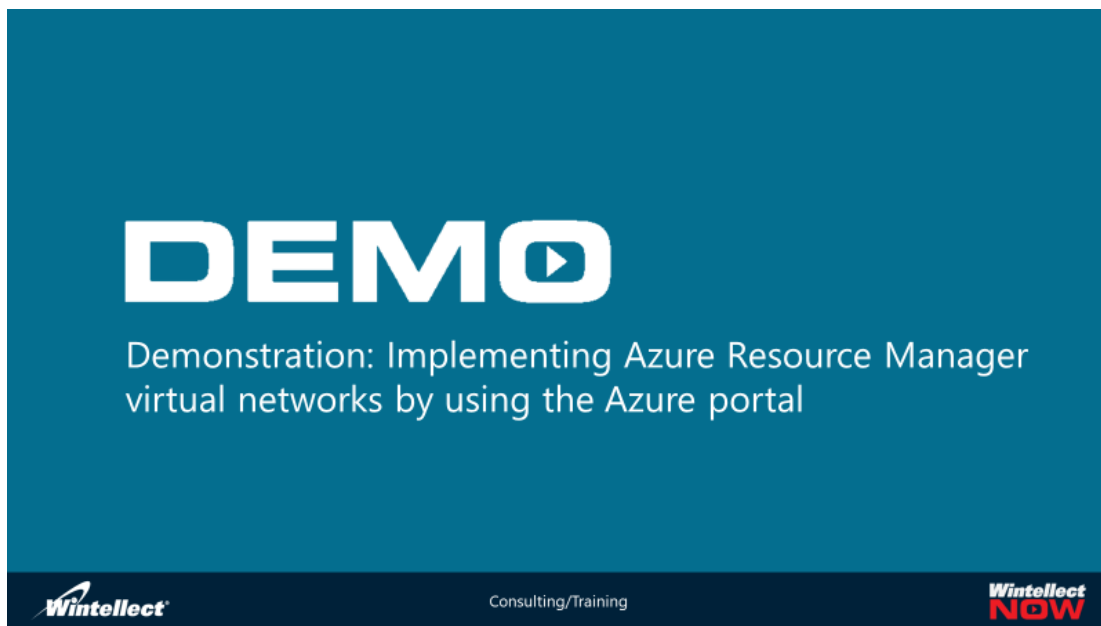 DEMO
Demonstration: Implementing Azure Resource Manager
virtual networks by using the Azure portal
Wintellect®
Consulting/Training
Wintellect
NOW